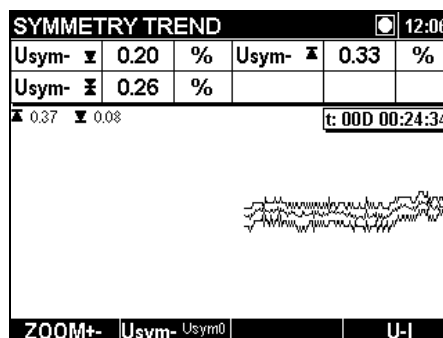 SYMMETRY TREND 12:06
Usym- 0.20 % Usym- 0.33 %
Usym- 0.26 %
0.37 0.08 t: 00D 00:24:34
ZOOM+- Usym- Usym0 U-I